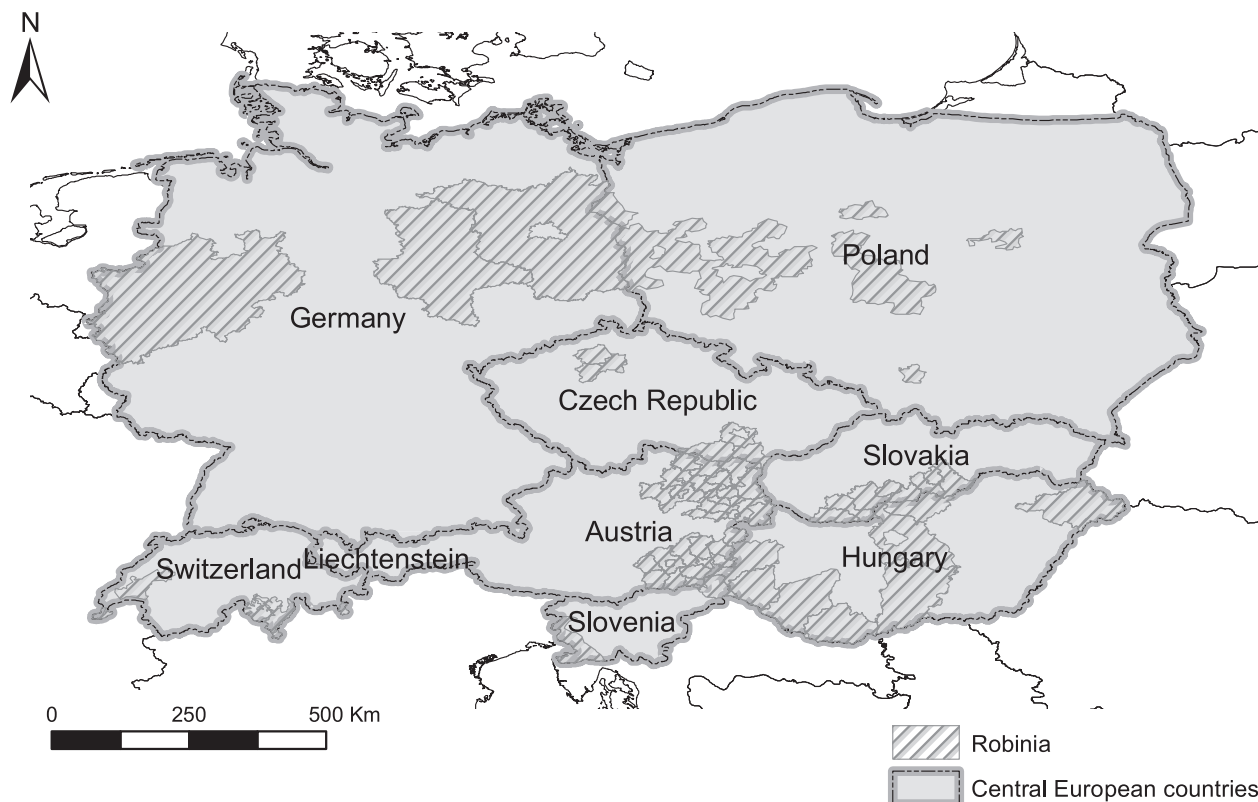 N
Poland
Germany
Czech Republic
Slovakia
Austria
Hungary
Liechtenstein
Switzerland
Slovenia
0 250 500 Km
Robinia
Central European countries